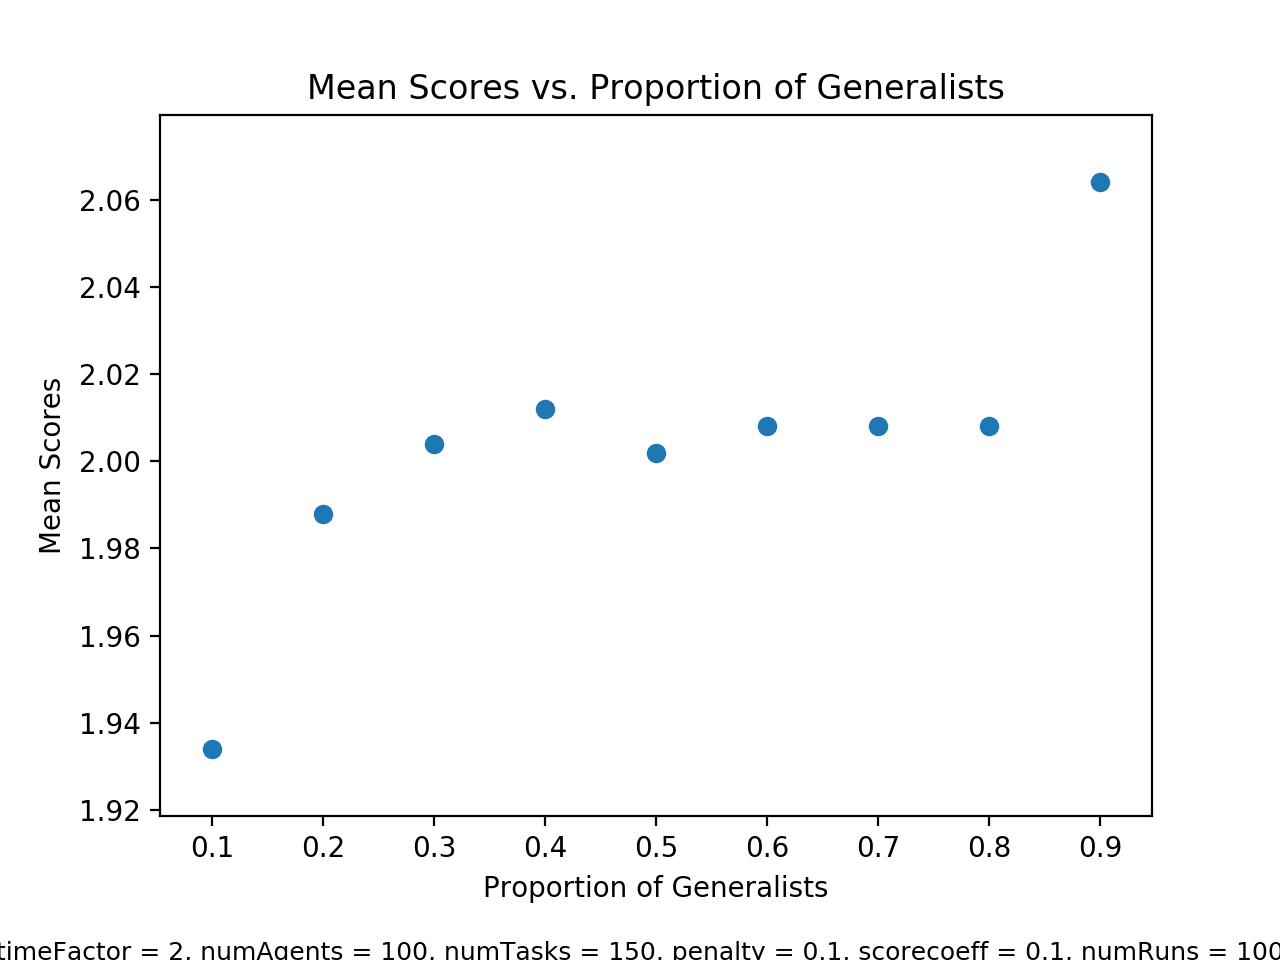 Mean Scores vs. Proportion of Generalists
2.06
2.04
2.02
2.00
1.98
1.96
1.94
1.92
Mean Scores
0.1 0.2 0.3 0.4 0.5 0.6 0.7 0.8 0.9
Proportion of Generalists
timeFactor = 2, numAgents = 100, numTasks = 150, penalty = 0.1, scorecoeff = 0.1, numRuns = 100